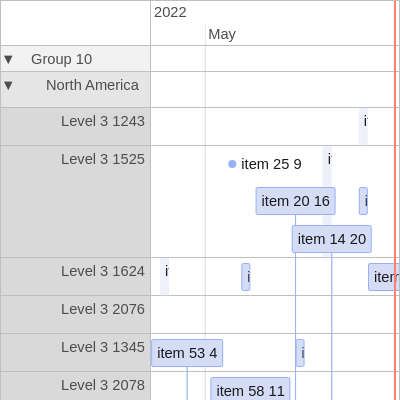 2022
May
▼ Group 10
▼ North America
Level 3 1243
Level 3 1525
item 25 9
item 20 16
item 14 20
Level 3 1624
Level 3 2076
Level 3 1345
item 53 4
Level 3 2078
item 58 11